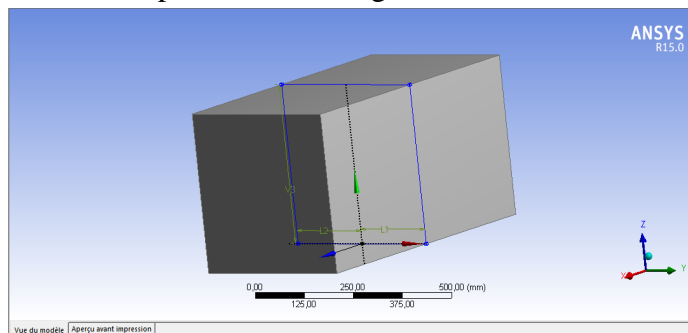 ANSYS
R15.0
V3
L2
L1
Z
X
Y
0,00
250,00
500,00 (mm)
125,00
375,00
Vue du modèle
Aperçu avant impression